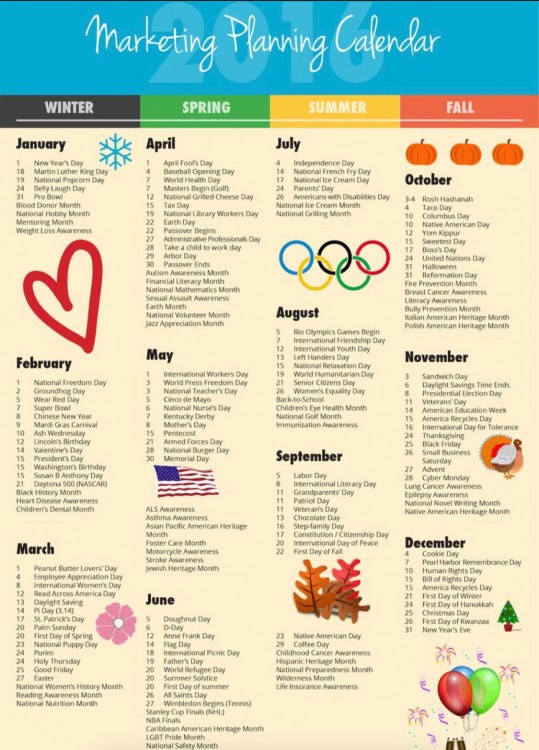 2016
Marketing Planning Calendar
WINTER
SPRING
SUMMER
FALL
January
1 New Year's Day
18 Martin Luther King Day
19 National Popcorn Day
24 Belly Laugh Day
31 Pro Bowl
Blood Donor Month
National Hobby Month
Mentoring Month
Weight Loss Awareness
February
1 National Freedom Day
2 Groundhog Day
5 Wear Red Day
7 Super Bowl
8 Chinese New Year
9 Mardi Gras Carnival
10 Ash Wednesday
12 Lincoln's Birthday
14 Valentine's Day
15 President's Day
15 Washington's Birthday
15 Susan B Anthony Day
21 Daytona 500 (NASCAR)
Black History Month
Heart Disease Awareness
Children's Dental Month
March
1 Peanut Butter Lovers' Day
4 Employee Appreciation Day
8 International Women's Day
12 Read Across America Day
13 Daylight Saving
14 Pi Day (3.14)
17 St. Patrick's Day
20 Palm Sunday
20 First Day of Spring
23 National Puppy Day
24 Purim
24 Holy Thursday
25 Good Friday
27 Easter
National Women's History Month
Reading Awareness Month
National Nutrition Month
April
1 April Fool's Day
4 Baseball Opening Day
7 World Health Day
7 Masters Begin (Golf)
12 National Grilled Cheese Day
15 Tax Day
19 National Library Workers Day
22 Earth Day
22 Passover Begins
27 Administrative Professionals Day
28 Take a child to work day
29 Arbor Day
30 Passover Ends
Autism Awareness Month
Financial Literacy Month
National Mathematics Month
Sexual Assault Awareness
Earth Month
National Volunteer Month
Jazz Appreciation Month
May
1 International Workers Day
3 World Press Freedom Day
3 National Teacher's Day
5 Cinco de Mayo
6 National Nurse's Day
7 Kentucky Derby
8 Mother's Day
15 Pentecost
21 Armed Forces Day
28 National Burger Day
30 Memorial Day
ALS Awareness
Asthma Awareness
Asian Pacific American Heritage
Month
Foster Care Month
Motorcycle Awareness
Stroke Awareness
Jewish Heritage Month
June
5 Doughnut Day
6 D-Day
12 Anne Frank Day
14 Flag Day
18 International Picnic Day
19 Father's Day
20 World Refugee Day
20 Summer Solstice
20 First Day of summer
26 All Saints Day
27 Wimbledon Begins (Tennis)
Stanley Cup Finals (NHL)
NBA Finals
Caribbean American Heritage Month
LGBT Pride Month
National Safety Month
July
4 Independence Day
14 National French Fry Day
17 National Ice Cream Day
24 Parents' Day
26 Americans with Disabilities Day
National Ice Cream Month
National Grilling Month
August
5 Rio Olympics Games Begin
7 International Friendship Day
12 International Youth Day
13 Left Handers Day
15 National Relaxation Day
19 World Humanitarian Day
21 Senior Citizens Day
26 Women's Equality Day
Back-to-School
Children's Eye Health Month
National Golf Month
Immunization Awareness
September
5 Labor Day
8 International Literacy Day
11 Grandparents' Day
11 Patriot Day
11 Veteran's Day
13 Chocolate Day
16 Step-family Day
17 Constitution / Citizenship Day
20 International Day of Peace
22 First Day of Fall
23 Native American Day
29 Coffee Day
Childhood Cancer Awareness
Hispanic Heritage Month
National Preparedness Month
Wilderness Month
Life Insurance Awareness
October
3-4 Rosh Hashanah
4 Taco Day
10 Columbus Day
10 Native American Day
12 Yom Kippur
15 Sweetest Day
17 Boss's Day
24 United Nations Day
31 Halloween
31 Reformation Day
Fire Prevention Month
Breast Cancer Awareness
Literacy Awareness
Bully Prevention Month
Italian American Heritage Month
Polish American Heritage Month
November
3 Sandwich Day
6 Daylight Savings Time Ends
8 Presidential Election Day
11 Veterans' Day
14 American Education Week
15 America Recycles Day
16 International Day for Tolerance
24 Thanksgiving
25 Black Friday
26 Small Business
Saturday
27 Advent
28 Cyber Monday
Lung Cancer Awareness
Epilepsy Awareness
National Novel Writing Month
Native American Heritage Month
December
4 Cookie Day
7 Pearl Harbor Remembrance Day
10 Human Rights Day
15 Bill of Rights Day
15 America Recycles Day
21 First Day of Winter
24 First Day of Hanukkah
25 Christmas Day
26 First Day of Kwanzaa
31 New Year's Eve